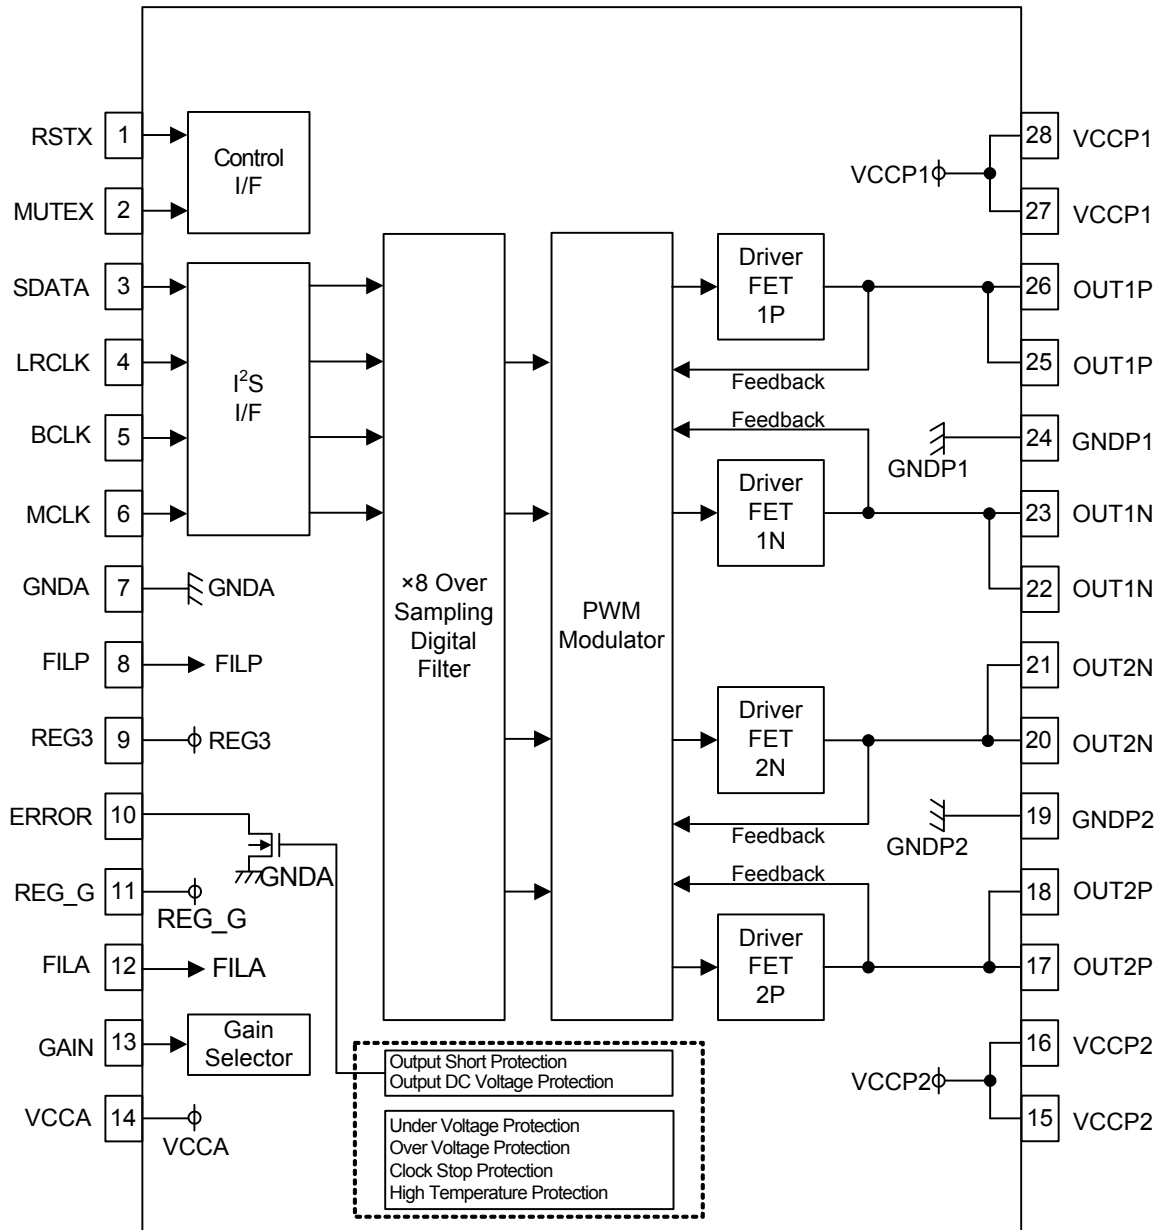 RSTX
1
MUTEX
2
SDATA
3
LRCLK
4
BCLK
5
MCLK
6
GNDA
7
GNDA
FILP
8
FILP
REG3
9
REG3
ERROR
10
GNDA
REG_G
11
REG_G
FILA
12
FILA
GAIN
13
VCCA
14
VCCA
Control
I/F
I²S
I/F
Gain
Selector
×8 Over
Sampling
Digital
Filter
PWM
Modulator
Driver
FET
1P
Feedback
Feedback
Driver
FET
1N
Driver
FET
2N
Feedback
Feedback
Driver
FET
2P
Output Short Protection
Output DC Voltage Protection
Under Voltage Protection
Over Voltage Protection
Clock Stop Protection
High Temperature Protection
VCCP1
28
VCCP1
27
VCCP1
26
OUT1P
25
OUT1P
GNDP1
24
GNDP1
23
OUT1N
22
OUT1N
21
OUT2N
20
OUT2N
GNDP2
19
GNDP2
18
OUT2P
17
OUT2P
VCCP2
16
VCCP2
15
VCCP2